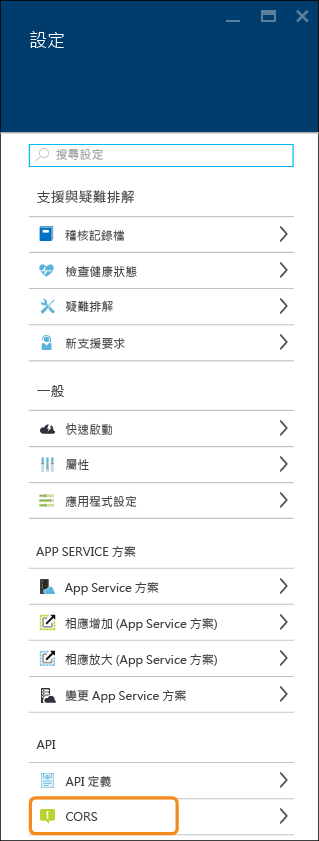 設定
搜尋設定
支援與疑難排解
稽核記錄檔
檢查健康狀態
疑難排解
新支援要求
一般
快速啟動
屬性
應用程式設定
APP SERVICE 方案
App Service 方案
相應增加 (App Service 方案)
相應放大 (App Service 方案)
變更 App Service 方案
API
API 定義
CORS